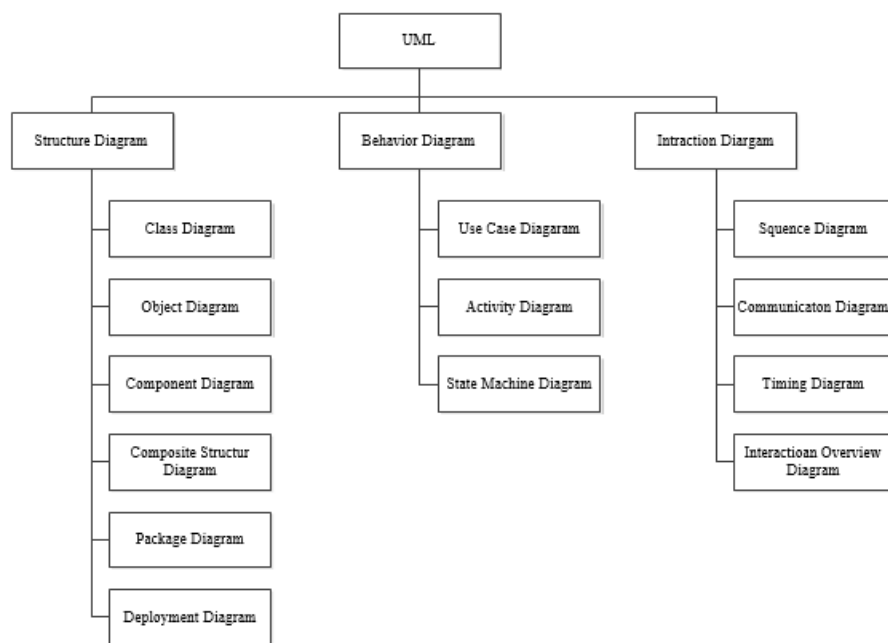 UML
Structure Diagram
Behavior Diagram
Intraction Diargam
Class Diagram
Use Case Diagaram
Squence Diagram
Object Diagram
Activity Diagram
Communicaton Diagram
Component Diagram
State Machine Diagram
Timing Diagram
Composite Structur
Diagram
Interactioan Overview
Diagram
Package Diagram
Deployment Diagram